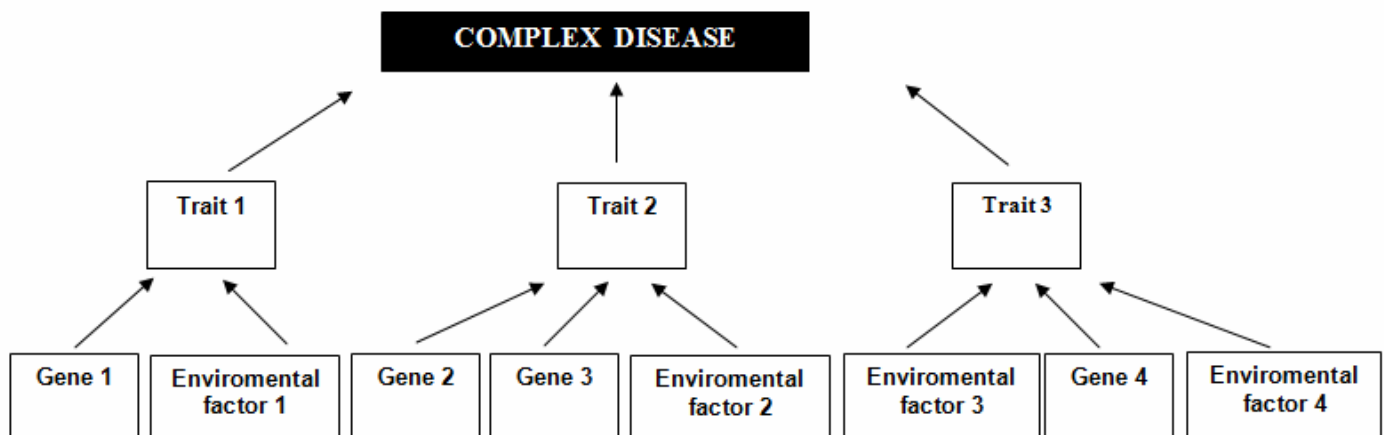 COMPLEX DISEASE
Trait 1
Trait 2
Trait 3
Gene 1
Enviromental
factor 1
Gene 2
Gene 3
Enviromental
factor 2
Enviromental
factor 3
Gene 4
Enviromental
factor 4